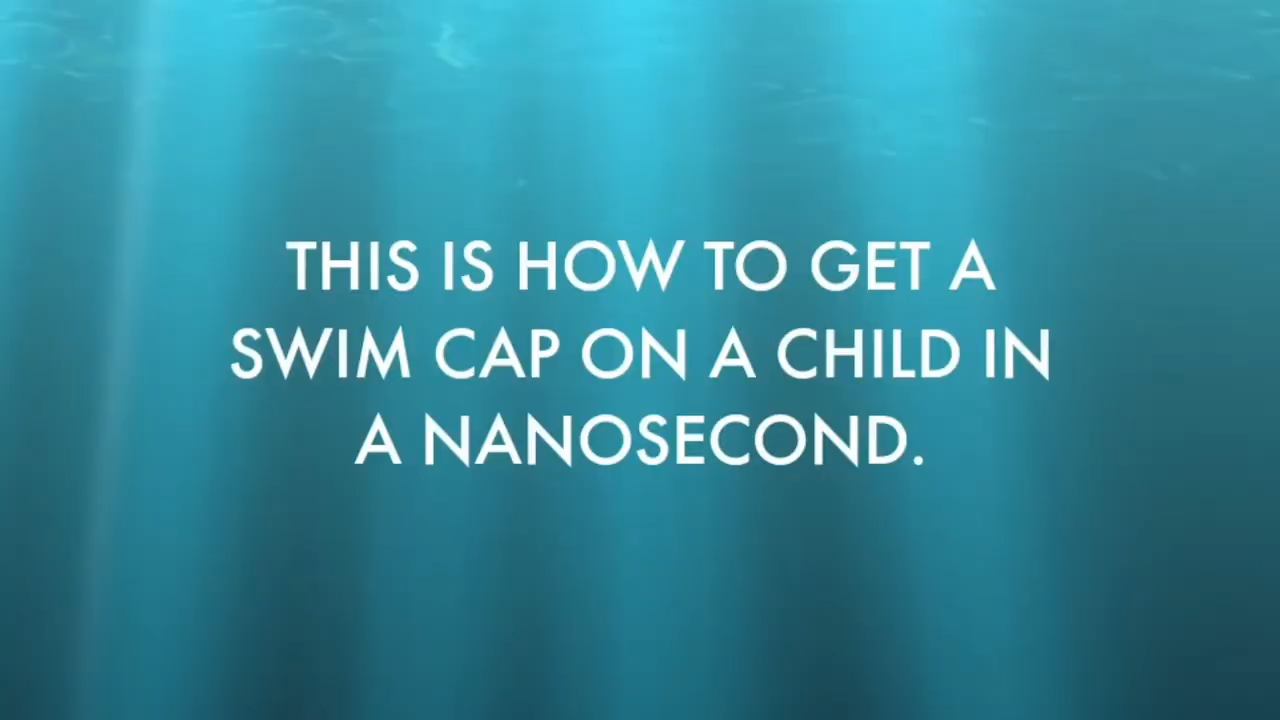 THIS IS HOW TO GET A
SWIM CAP ON A CHILD IN
A NANOSECOND.